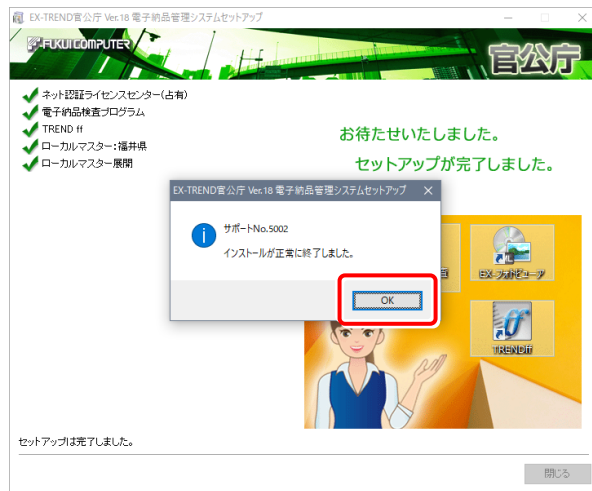 EX-TREND官公庁 Ver.18 電子納品管理システムセットアップ
FUKUI COMPUTER
官公庁
ネット認証ライセンスセンター(占有)
電子納品検査プログラム
TREND ff
ローカルマスター:福井県
ローカルマスター展開
お待たせいたしました。
セットアップが完了しました。
EX-TREND官公庁 Ver.18 電子納品管理システムセットアップ
サポートNo.5002
インストールが正常に終了しました。
OK
EX-フォトビューア
TRENDff
セットアップは完了しました。
閉じる